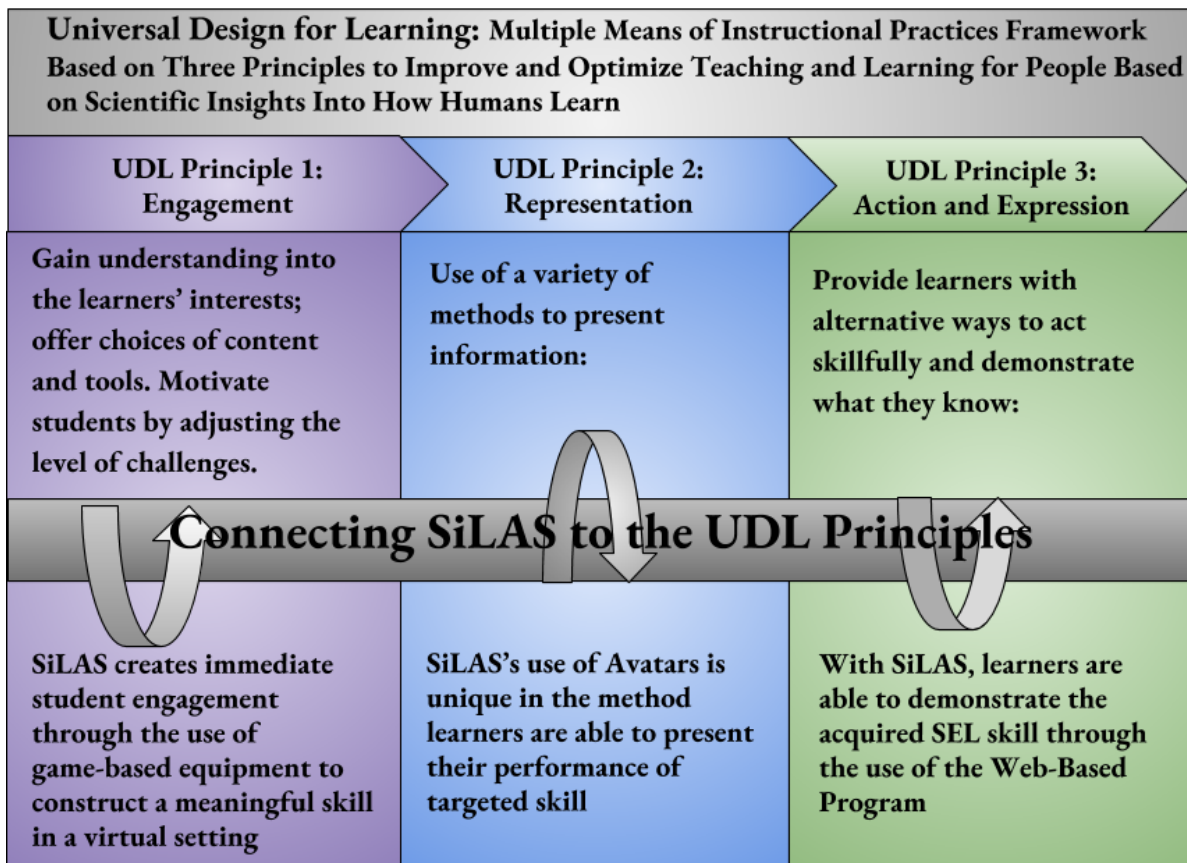 Universal Design for Learning: Multiple Means of Instructional Practices Framework
Based on Three Principles to Improve and Optimize Teaching and Learning for People Based
on Scientific Insights Into How Humans Learn
UDL Principle 1:
Engagement
UDL Principle 2:
Representation
UDL Principle 3:
Action and Expression
Gain understanding into
the learners’ interests;
offer choices of content
and tools. Motivate
students by adjusting the
level of challenges.
Use of a variety of
methods to present
information:
Provide learners with
alternative ways to act
skillfully and demonstrate
what they know:
Connecting SiLAS to the UDL Principles
SiLAS creates immediate
student engagement
through the use of
game-based equipment to
construct a meaningful skill
in a virtual setting
SiLAS’s use of Avatars is
unique in the method
learners are able to present
their performance of
targeted skill
With SiLAS, learners are
able to demonstrate the
acquired SEL skill through
the use of the Web-Based
Program